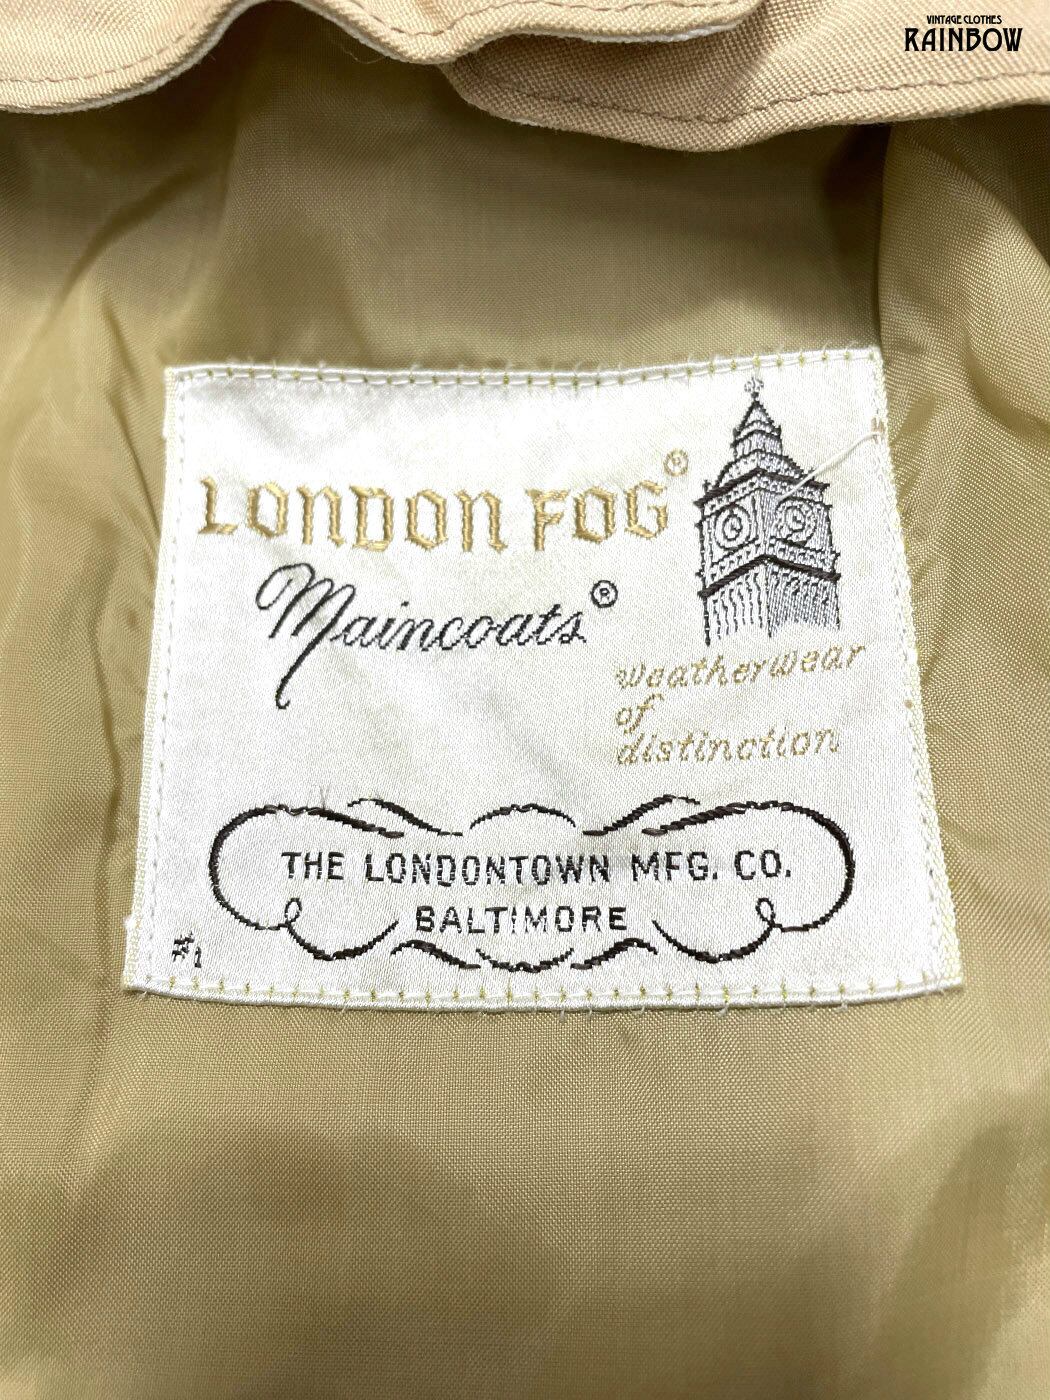 VINTAGE CLOTHES
RAINBOW
LONDON FOG®
Maincoats®
weatherwear
of
distinction
THE LONDONTOWN MFG. CO.
BALTIMORE
#1